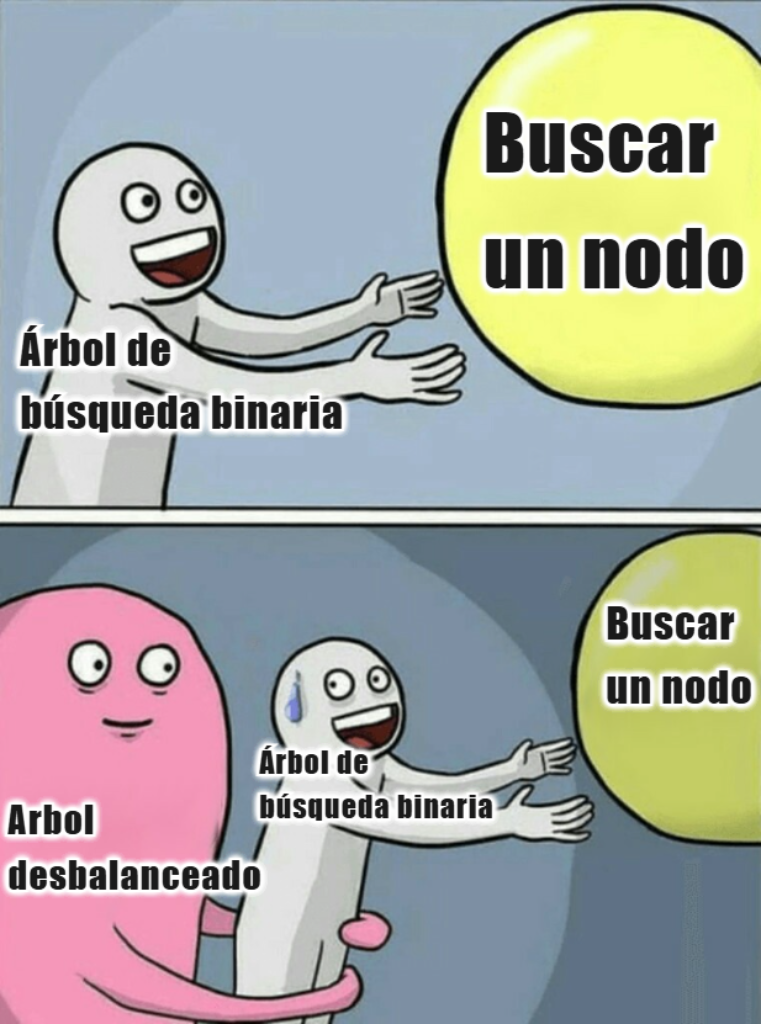 Buscar
un nodo
Árbol de
búsqueda binaria
Buscar
un nodo
Árbol de
búsqueda binaria
Arbol
desbalanceado